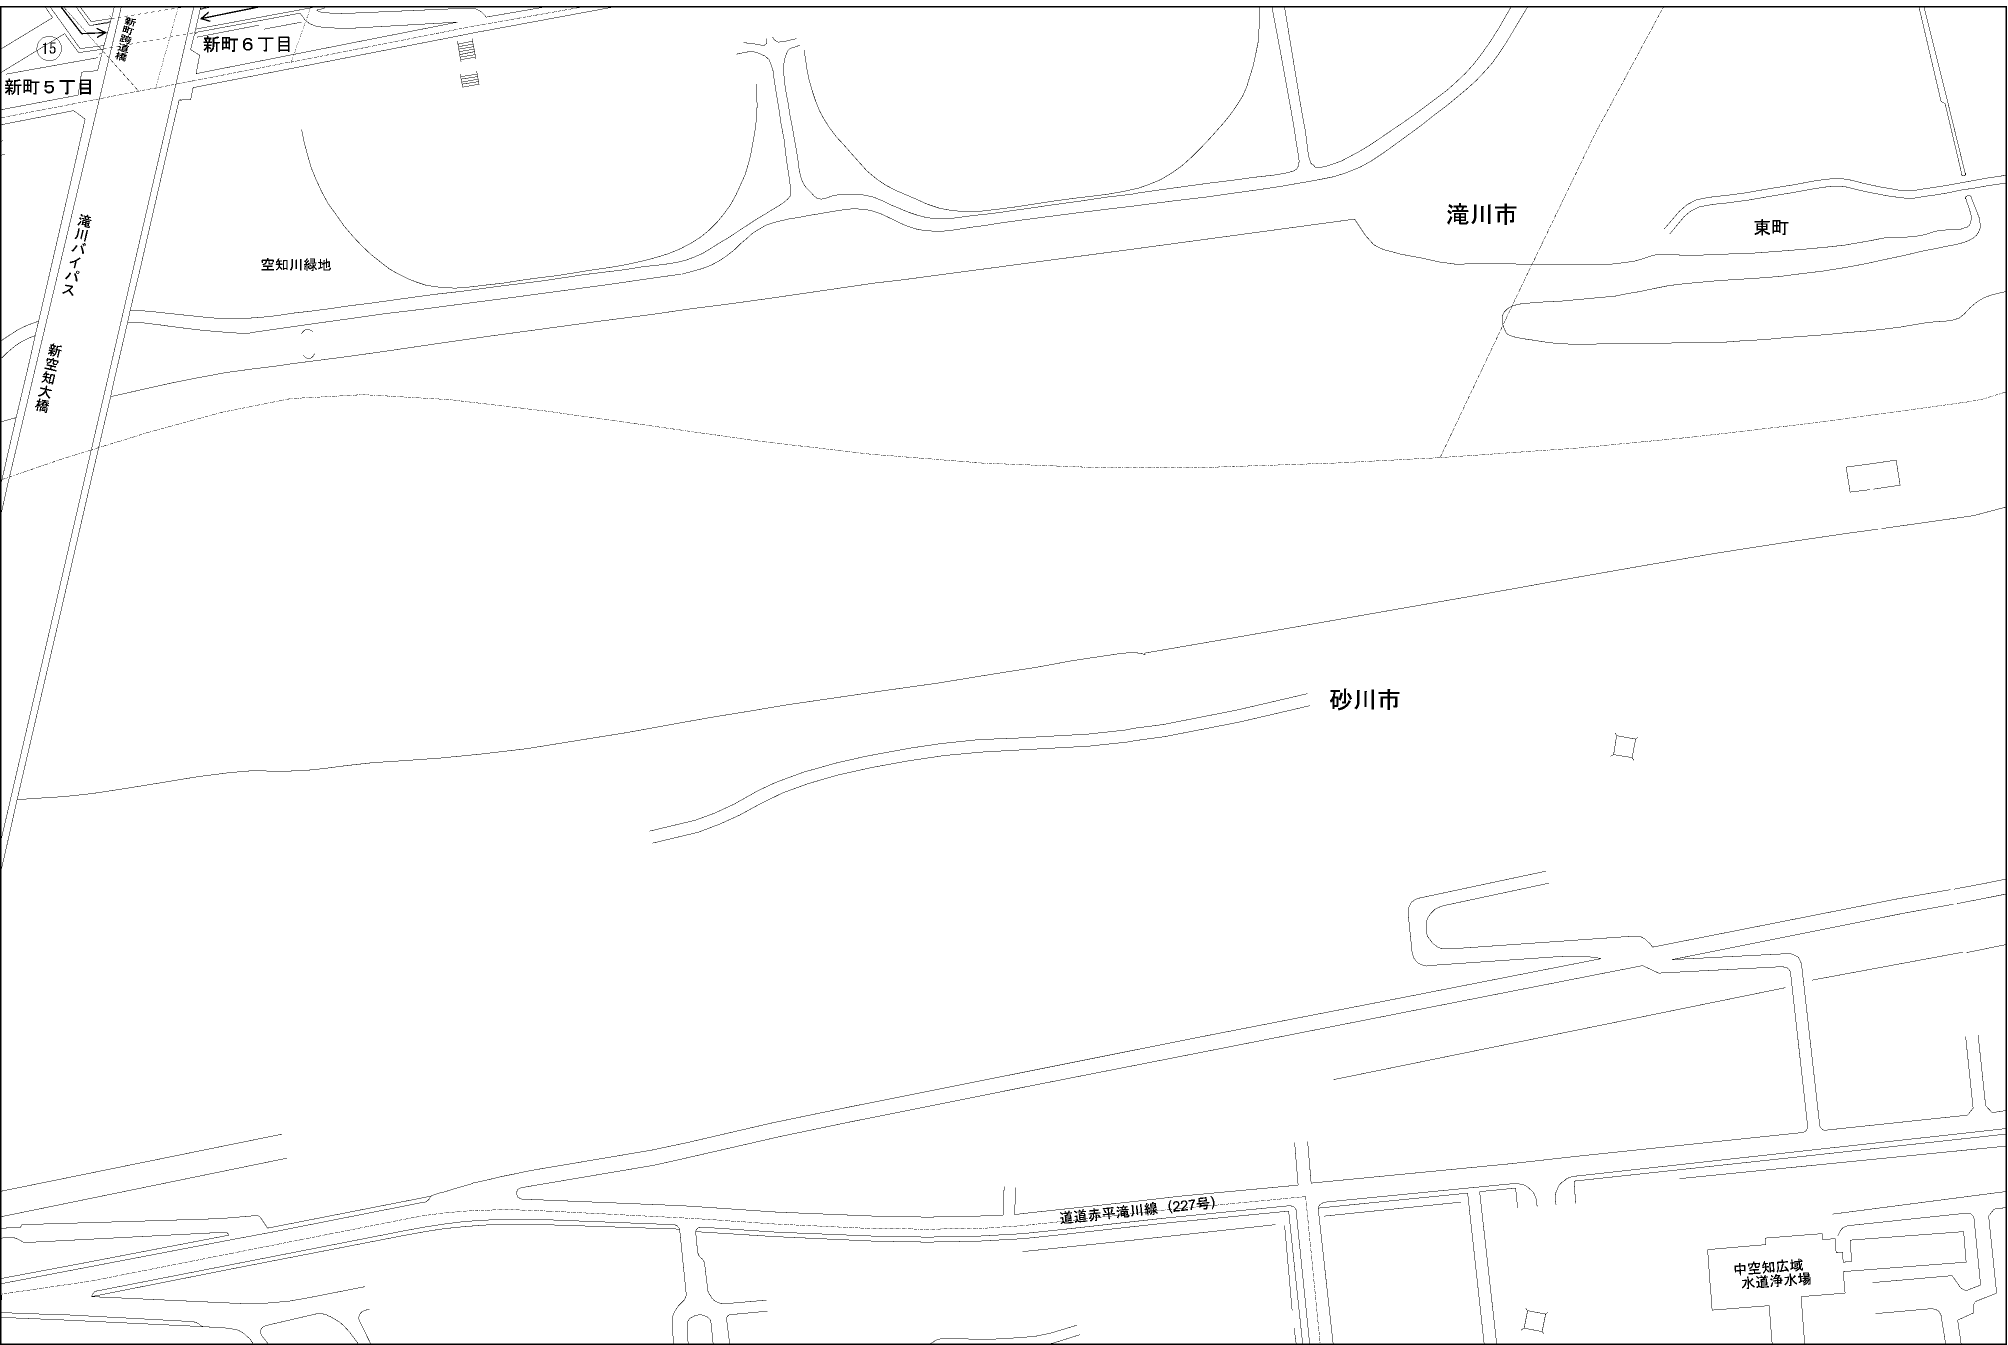 15
新町跨道橋
新町６丁目
新町５丁目
滝川バイパス
新空知大橋
空知川緑地
滝川市
東町
砂川市
道道赤平滝川線（227号）
中空知広域
水道浄水場